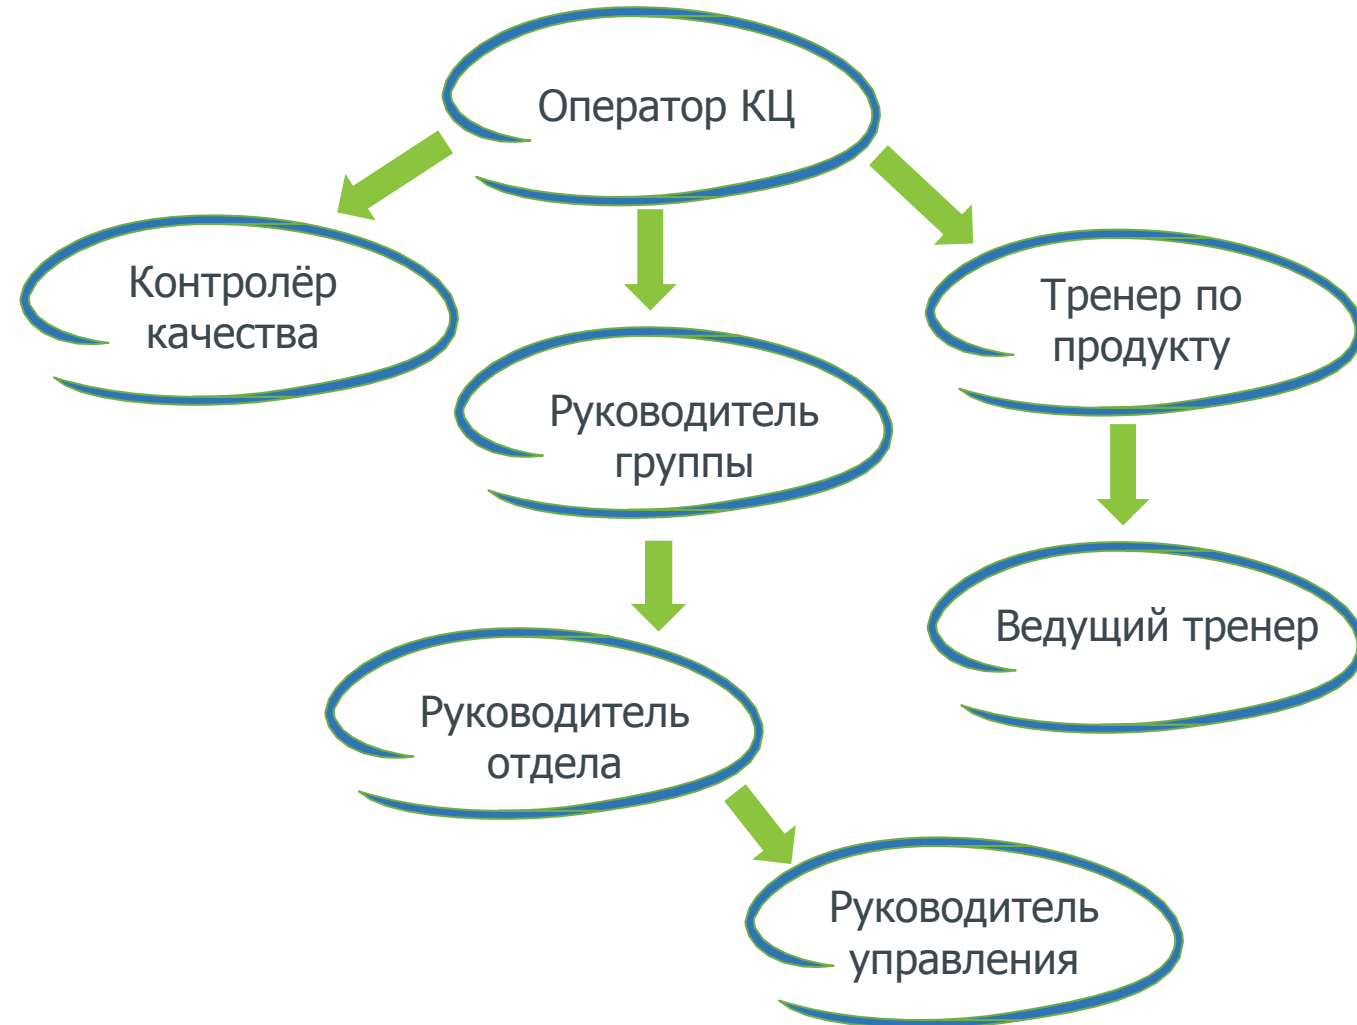 Оператор КЦ
Контролёр
качества
Тренер по
продукту
Руководитель
группы
Ведущий тренер
Руководитель
отдела
Руководитель
управления